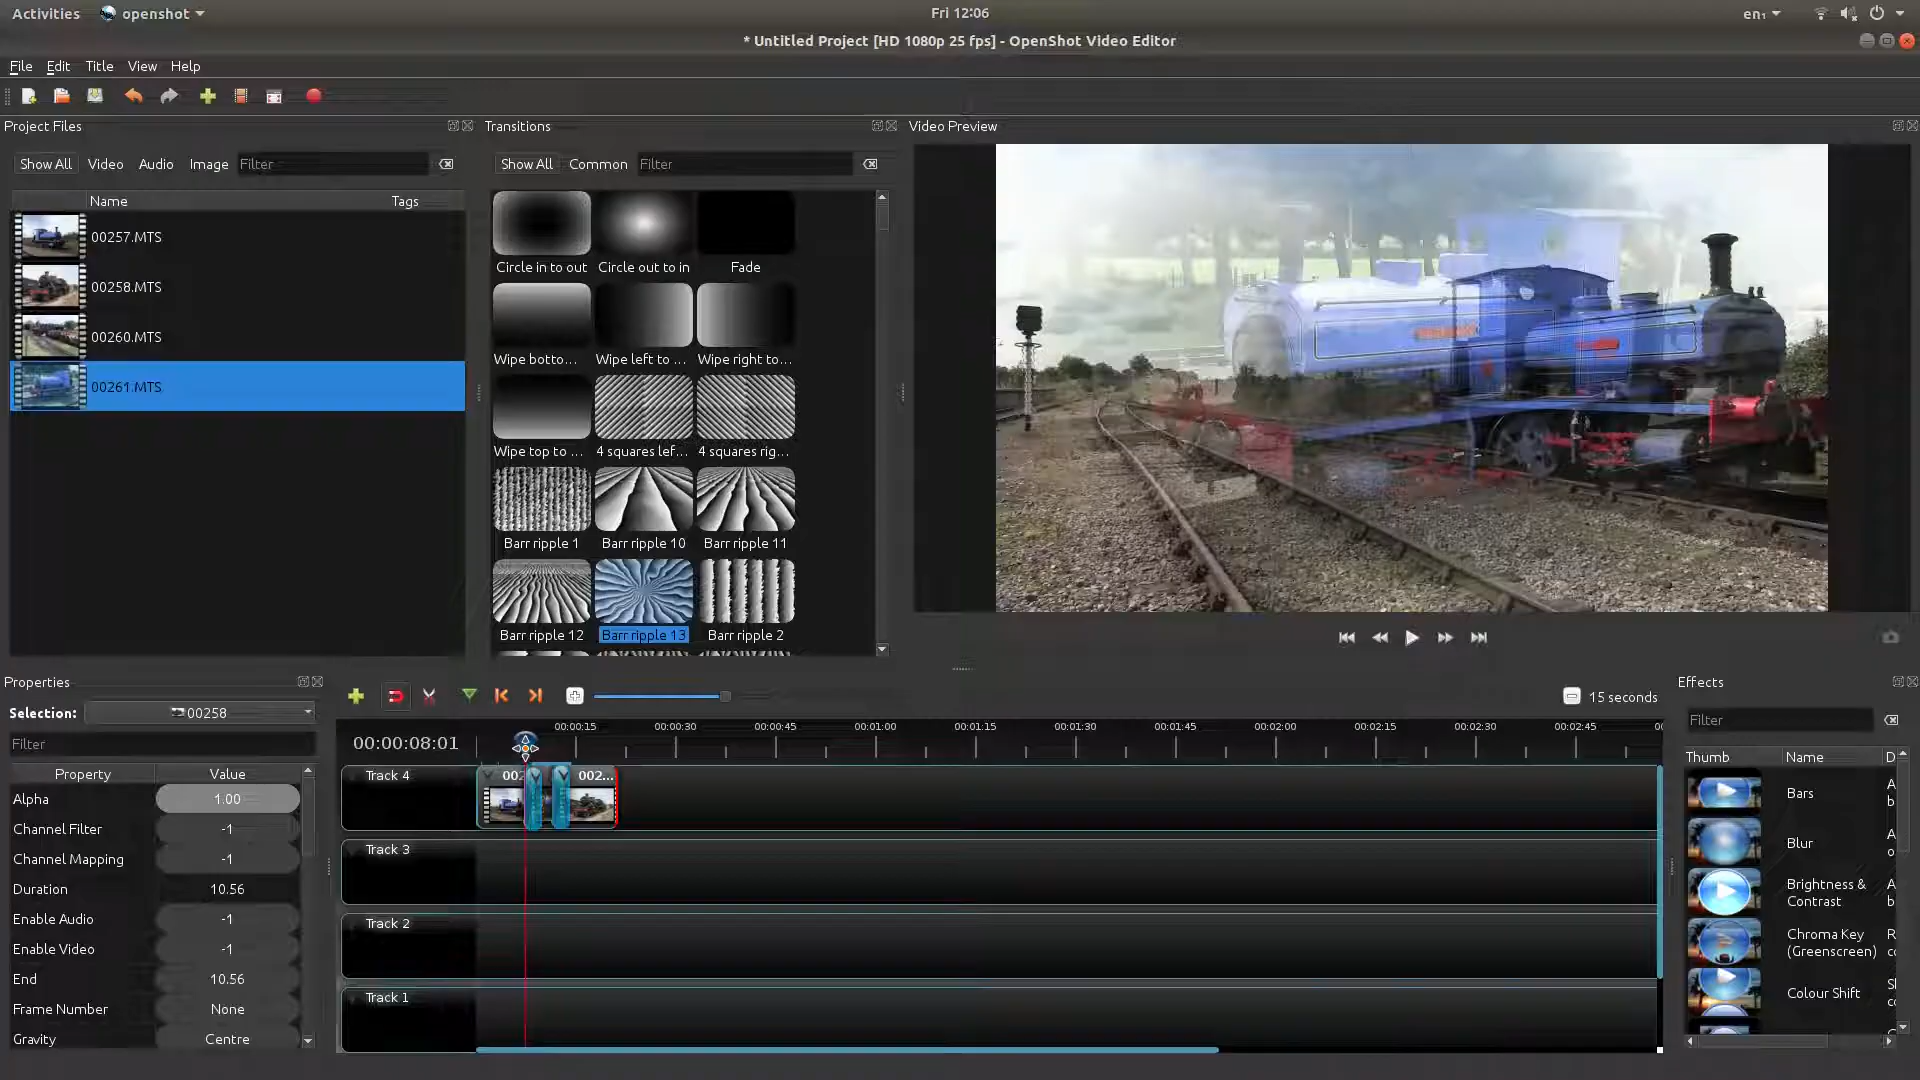 Activities openshot Fri 12:06 en₁
* Untitled Project [HD 1080p 25 fps] - OpenShot Video Editor
File Edit Title View Help
Project Files Transitions Video Preview
Show All Video Audio Image Filter Show All Common Filter
Name Tags
00257.MTS
00258.MTS
00260.MTS
00261.MTS
Circle in to out Circle out to in Fade
Wipe botto... Wipe left to ... Wipe right to...
Wipe top to ... 4 squares lef... 4 squares rig...
Barr ripple 1 Barr ripple 10 Barr ripple 11
Barr ripple 12 Barr ripple 13 Barr ripple 2
Properties
Selection: 00258
Filter
Property Value
Alpha 1.00
Channel Filter -1
Channel Mapping -1
Duration 10.56
Enable Audio -1
Enable Video -1
End 10.56
Frame Number None
Gravity Centre
15 seconds
00:00:08:01
00:00:15 00:00:30 00:00:45 00:01:00 00:01:15 00:01:30 00:01:45 00:02:00 00:02:15 00:02:30 00:02:45
Track 4 002 002...
Track 3
Track 2
Track 1
Effects
Filter
Thumb Name D
Bars
Blur
Brightness &
Contrast
Chroma Key
(Greenscreen)
Colour Shift